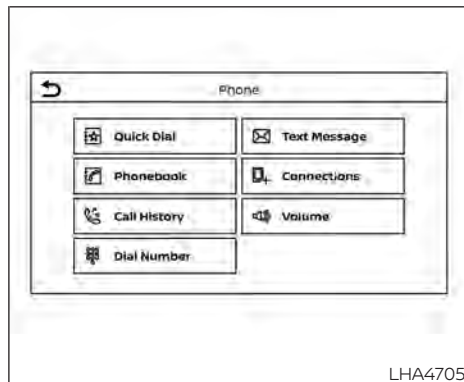 Phone
Quick Dial
Text Message
Phonebook
Connections
Call History
Volume
Dial Number
LHA4705